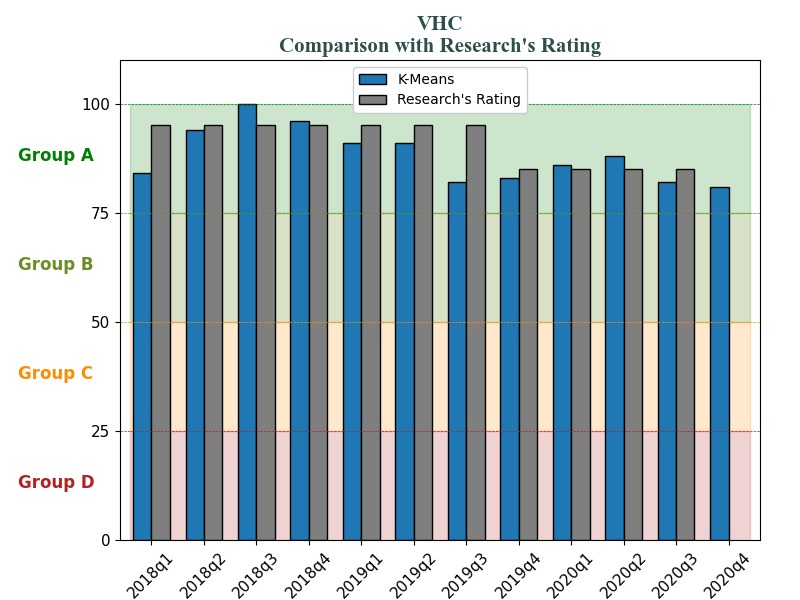 VHC
Comparison with Research's Rating
K-Means
Research's Rating
100
75
50
25
0
Group A
Group B
Group C
Group D
2018q1
2018q2
2018q3
2018q4
2019q1
2019q2
2019q3
2019q4
2020q1
2020q2
2020q3
2020q4